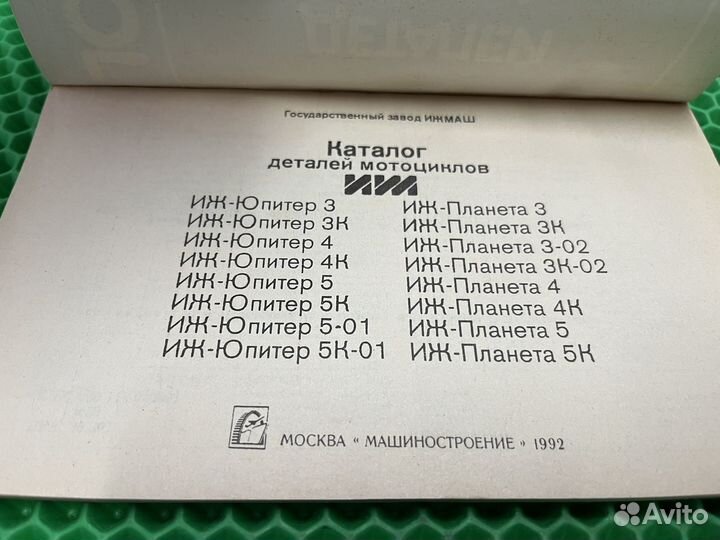 ДЕТАЛЕЙ
Государственный завод ИЖМАШ
Каталог
деталей мотоциклов
ИЖ
ИЖ-Юпитер 3
ИЖ-Юпитер 3К
ИЖ-Юпитер 4
ИЖ-Юпитер 4К
ИЖ-Юпитер 5
ИЖ-Юпитер 5К
ИЖ-Юпитер 5-01
ИЖ-Юпитер 5К-01
ИЖ-Планета 3
ИЖ-Планета 3К
ИЖ-Планета 3-02
ИЖ-Планета 3К-02
ИЖ-Планета 4
ИЖ-Планета 4К
ИЖ-Планета 5
ИЖ-Планета 5К
МОСКВА « МАШИНОСТРОЕНИЕ » 1992
Avito